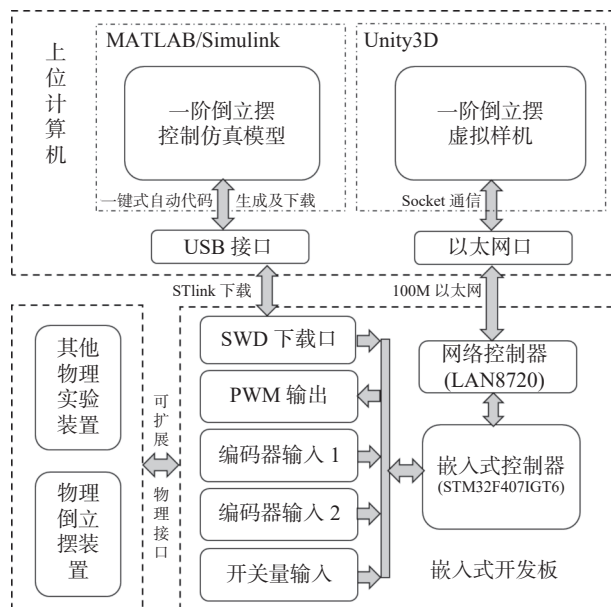 上位计算机
MATLAB/Simulink
一阶倒立摆
控制仿真模型
Unity3D
一阶倒立摆
虚拟样机
一键式自动代码 生成及下载
Socket 通信
USB 接口
以太网口
STlink 下载
100M 以太网
其他
物理
实验
装置
物理
倒立
摆装
置
可扩展
物理接口
SWD 下载口
PWM 输出
编码器输入 1
编码器输入 2
开关量输入
网络控制器
(LAN8720)
嵌入式控制器
(STM32F407IGT6)
嵌入式开发板